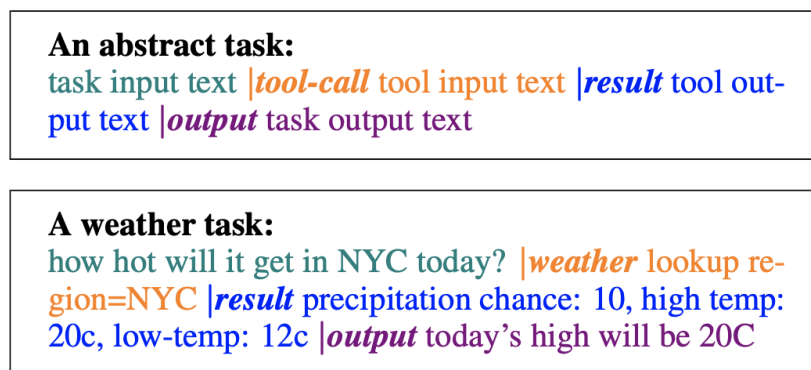 An abstract task:
task input text |tool-call tool input text |result tool out-
put text |output task output text
A weather task:
how hot will it get in NYC today? |weather lookup re-
gion=NYC |result precipitation chance: 10, high temp:
20c, low-temp: 12c |output today’s high will be 20C